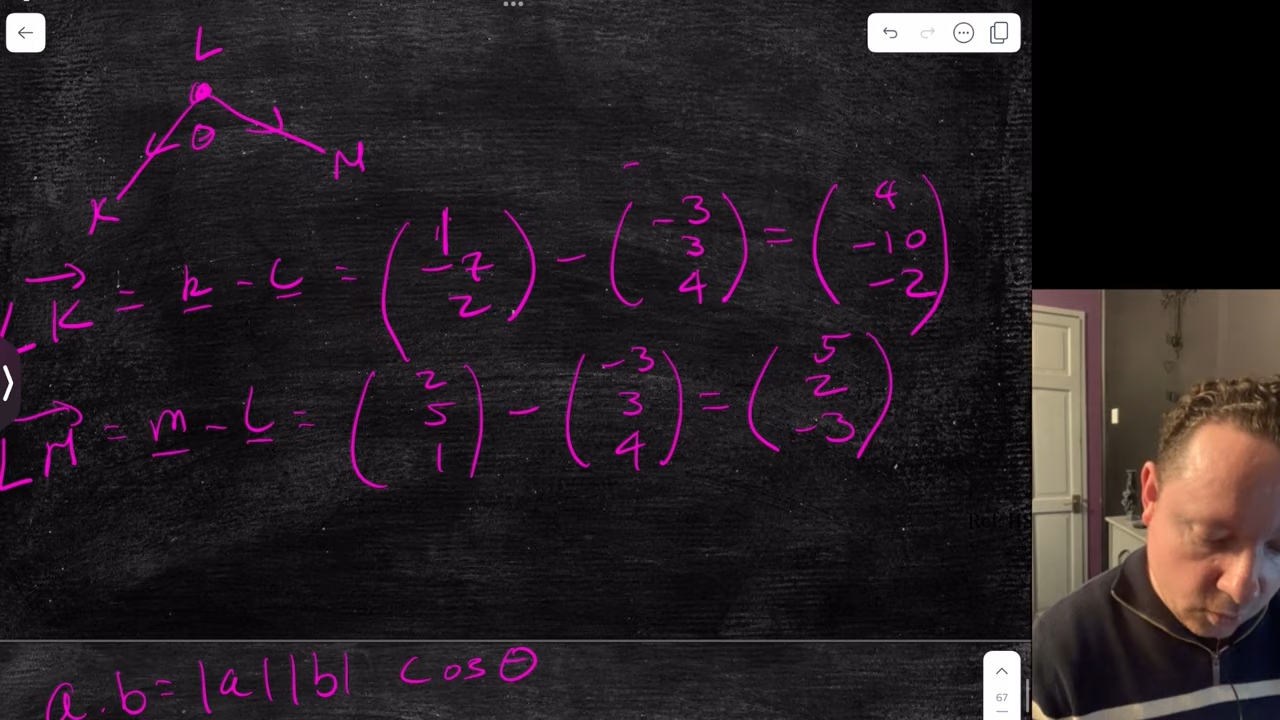 L
θ
M
K
LK = k - L = (1 -7 2) - (-3 3 4) = (4 -10 -2)
LM = m - L = (2 5 1) - (-3 3 4) = (5 2 -3)
a.b = |a||b| cosθ
67